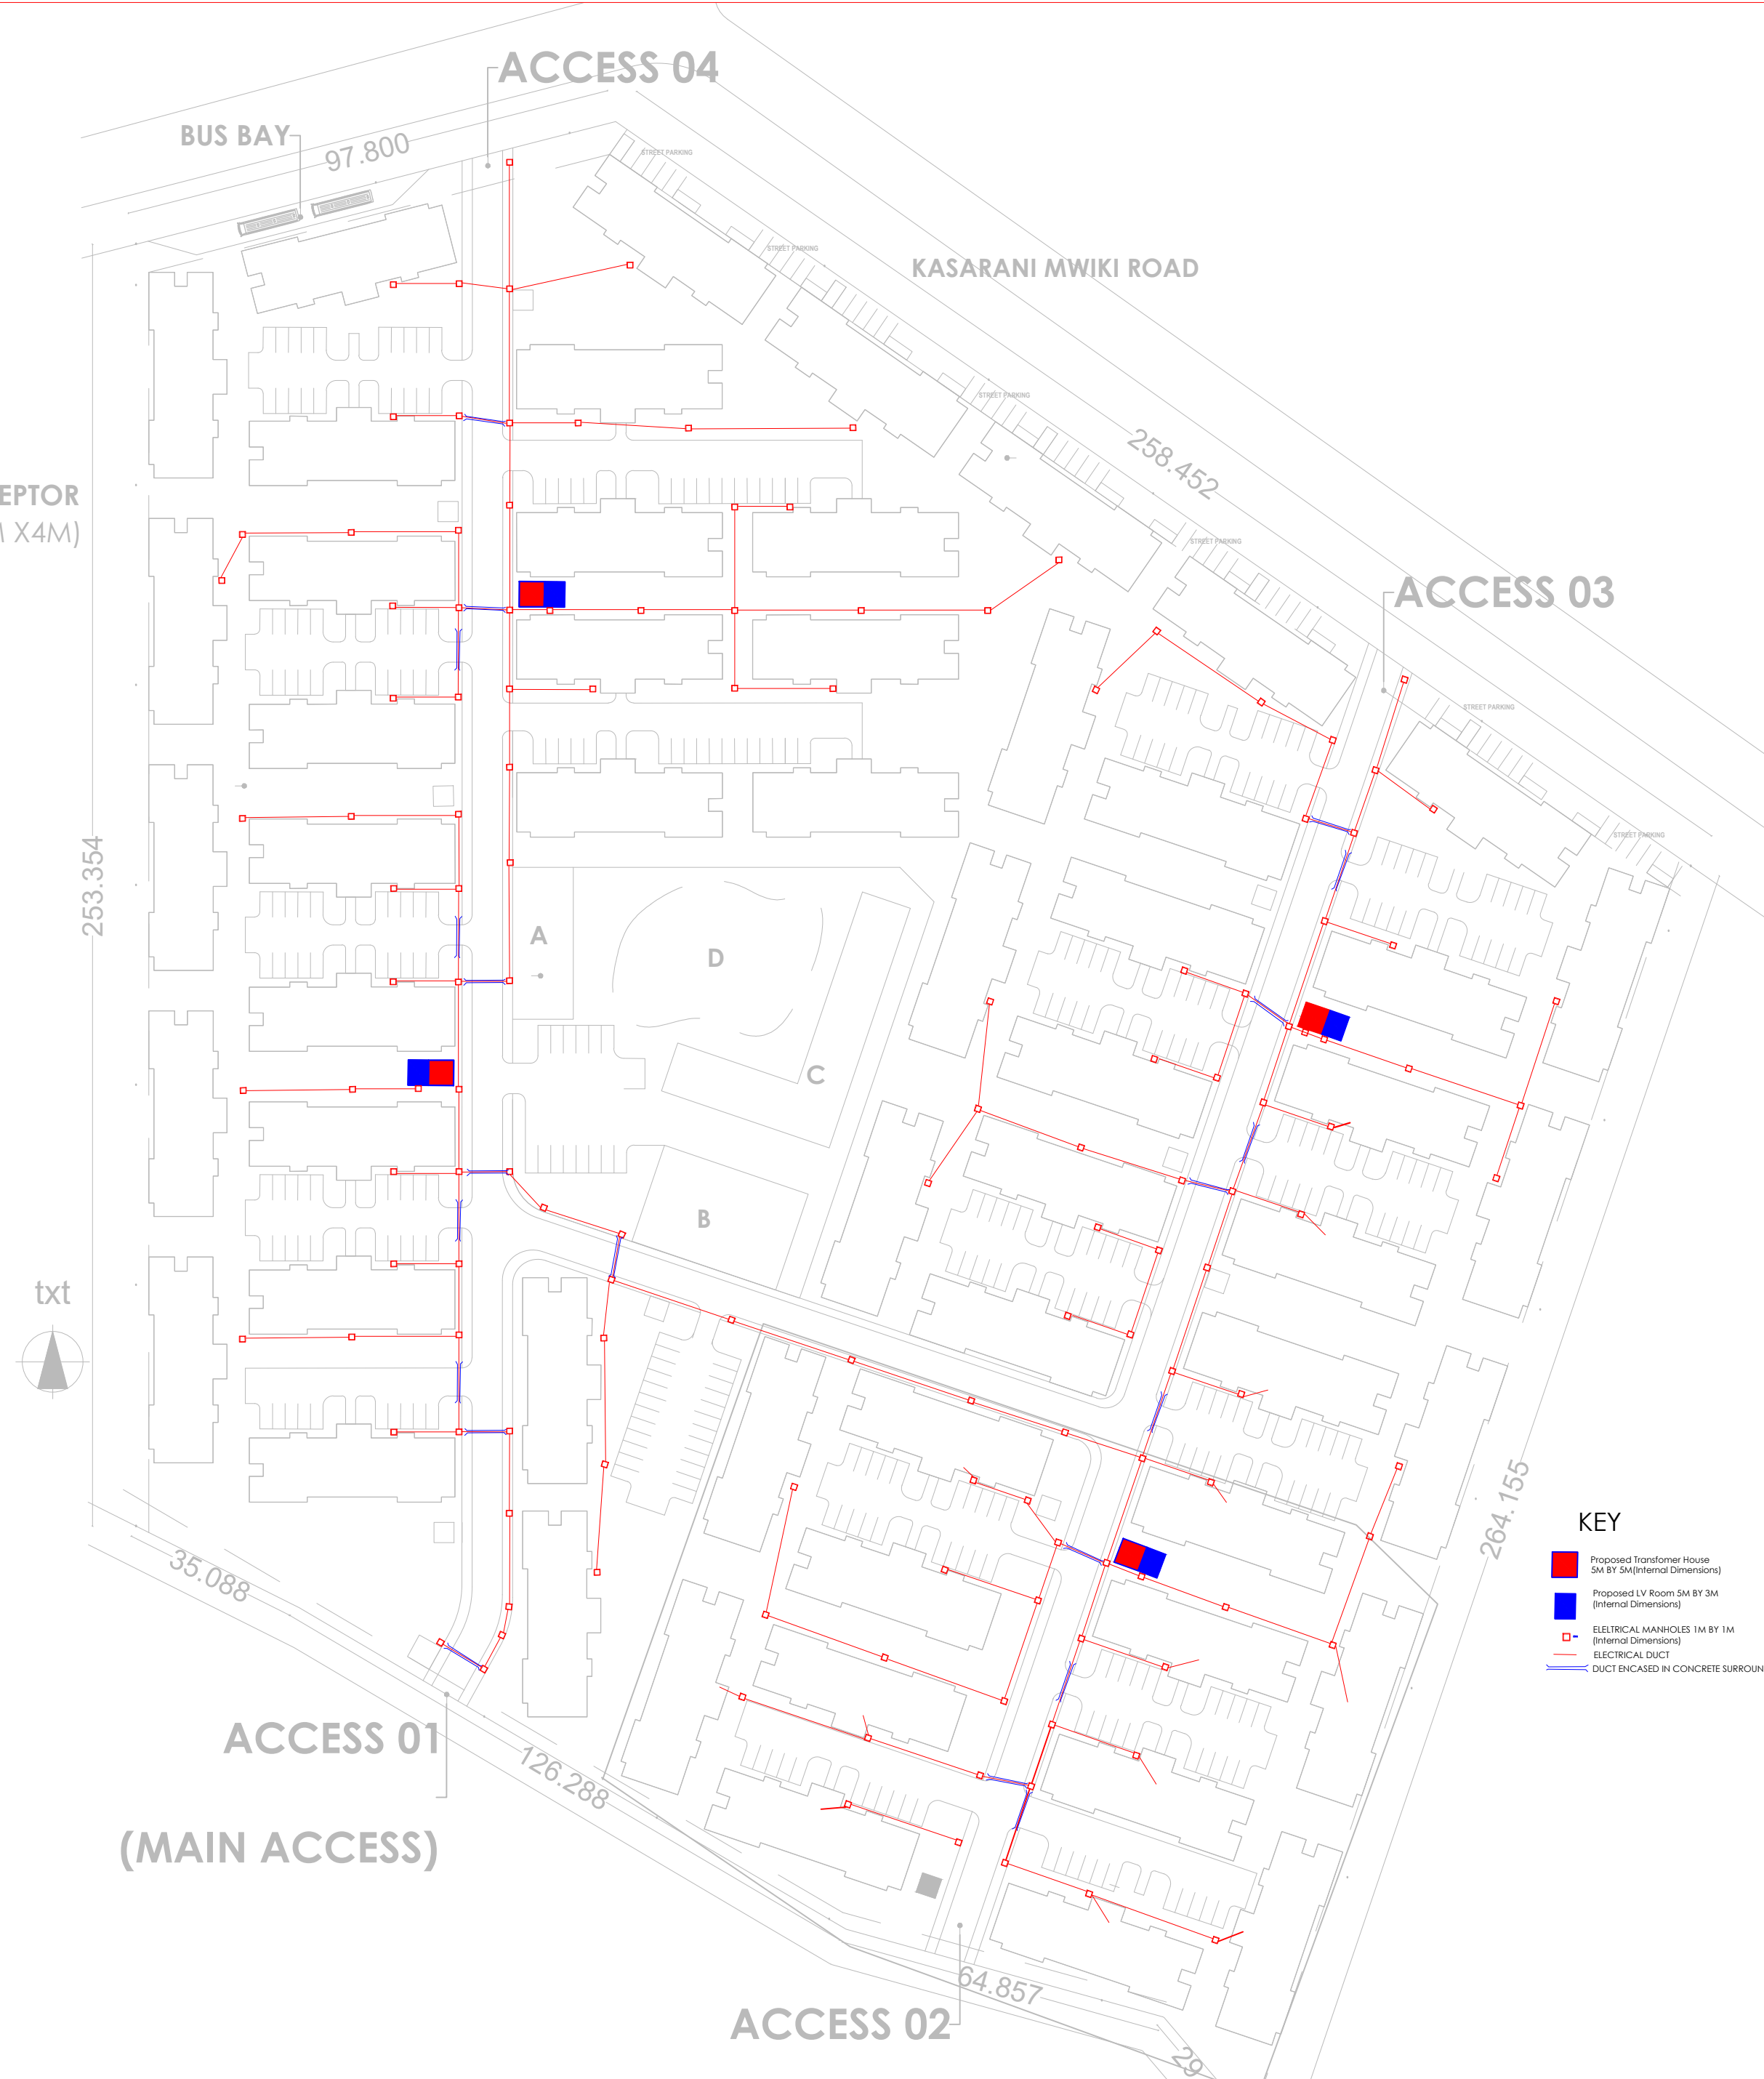 ACCESS 04
BUS BAY
97.800
STREET PARKING
STREET PARKING
KASARANI MWIKI ROAD
STREET PARKING
258.452
EPTOR
M X4M)
STREET PARKING
ACCESS 03
STREET PARKING
STREET PARKING
253.354
A
D
C
B
txt
264.155
KEY
Proposed Transfomer House
5M BY 5M(Internal Dimensions)
Proposed LV Room 5M BY 3M
(Internal Dimensions)
ELELTRICAL MANHOLES 1M BY 1M
(Internal Dimensions)
ELECTRICAL DUCT
DUCT ENCASED IN CONCRETE SURROUN
35.088
ACCESS 01
126.288
(MAIN ACCESS)
64.857
ACCESS 02
29